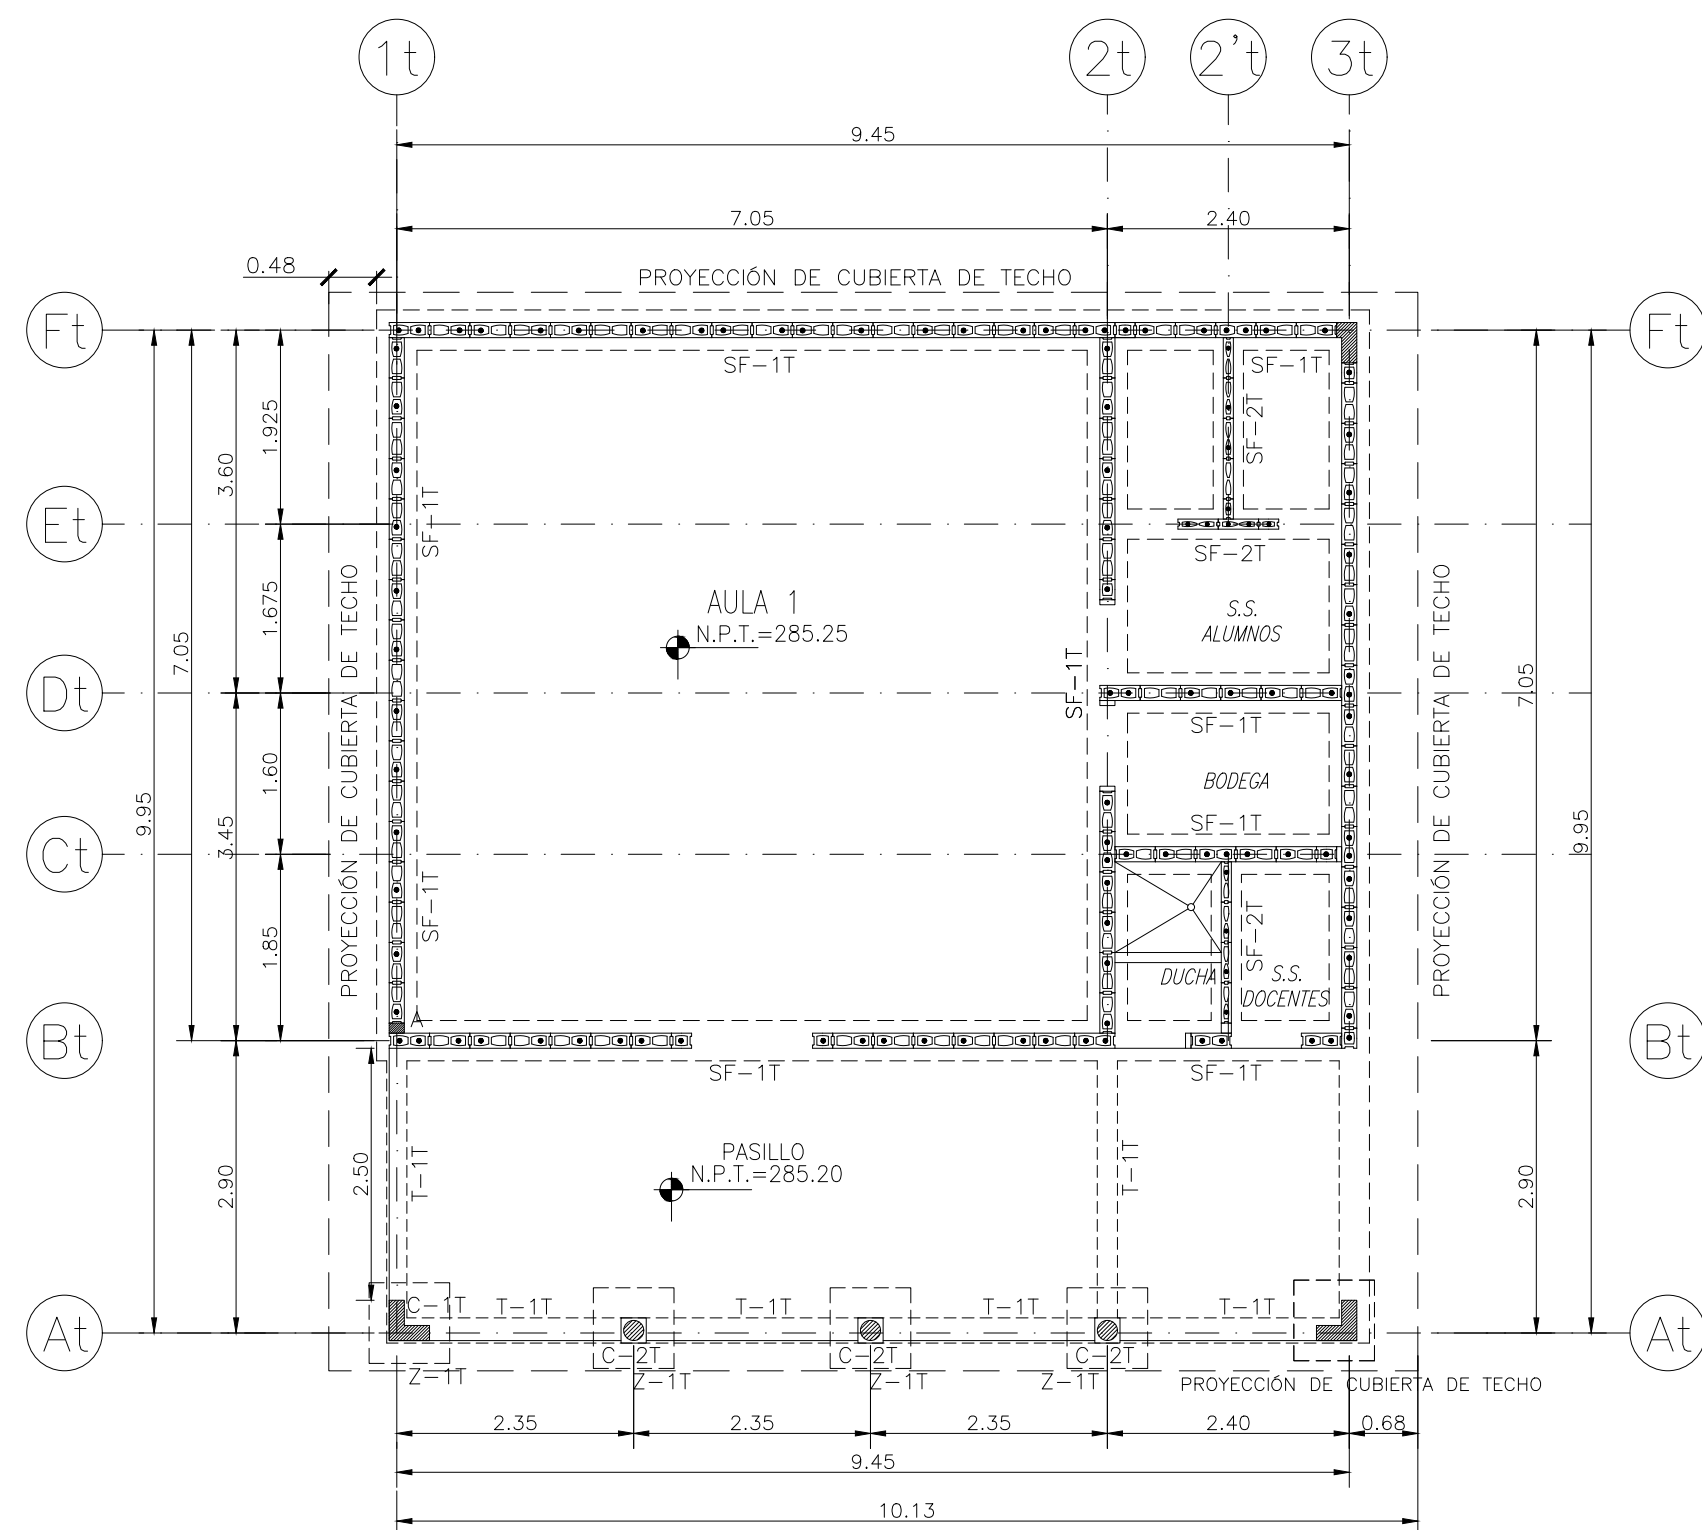 1t
2t
2't
3t
9.45
7.05
2.40
0.48
PROYECCIÓN DE CUBIERTA DE TECHO
Ft
Ft
SF-1T
SF-1T
1.925
3.60
SF-2T
SF-1T
Et
SF-2T
1.675
7.05
PROYECCIÓN DE CUBIERTA DE TECHO
AULA 1
N.P.T.=285.25
S.S.
ALUMNOS
PROYECCIÓN DE CUBIERTA DE TECHO
7.05
SF-1T
Dt
SF-1T
1.60
BODEGA
9.95
3.45
SF-1T
9.95
Ct
SF-1T
1.85
SF-2T
DUCHA
S.S.
DOCENTES
A
Bt
Bt
SF-1T
SF-1T
2.90
2.50
T-1T
PASILLO
N.P.T.=285.20
T-1T
2.90
C-1T
T-1T
T-1T
T-1T
T-1T
At
At
C-2T
C-2T
C-2T
Z-1T
Z-1T
Z-1T
Z-1T
PROYECCIÓN DE CUBIERTA DE TECHO
2.35
2.35
2.35
2.40
0.68
9.45
10.13